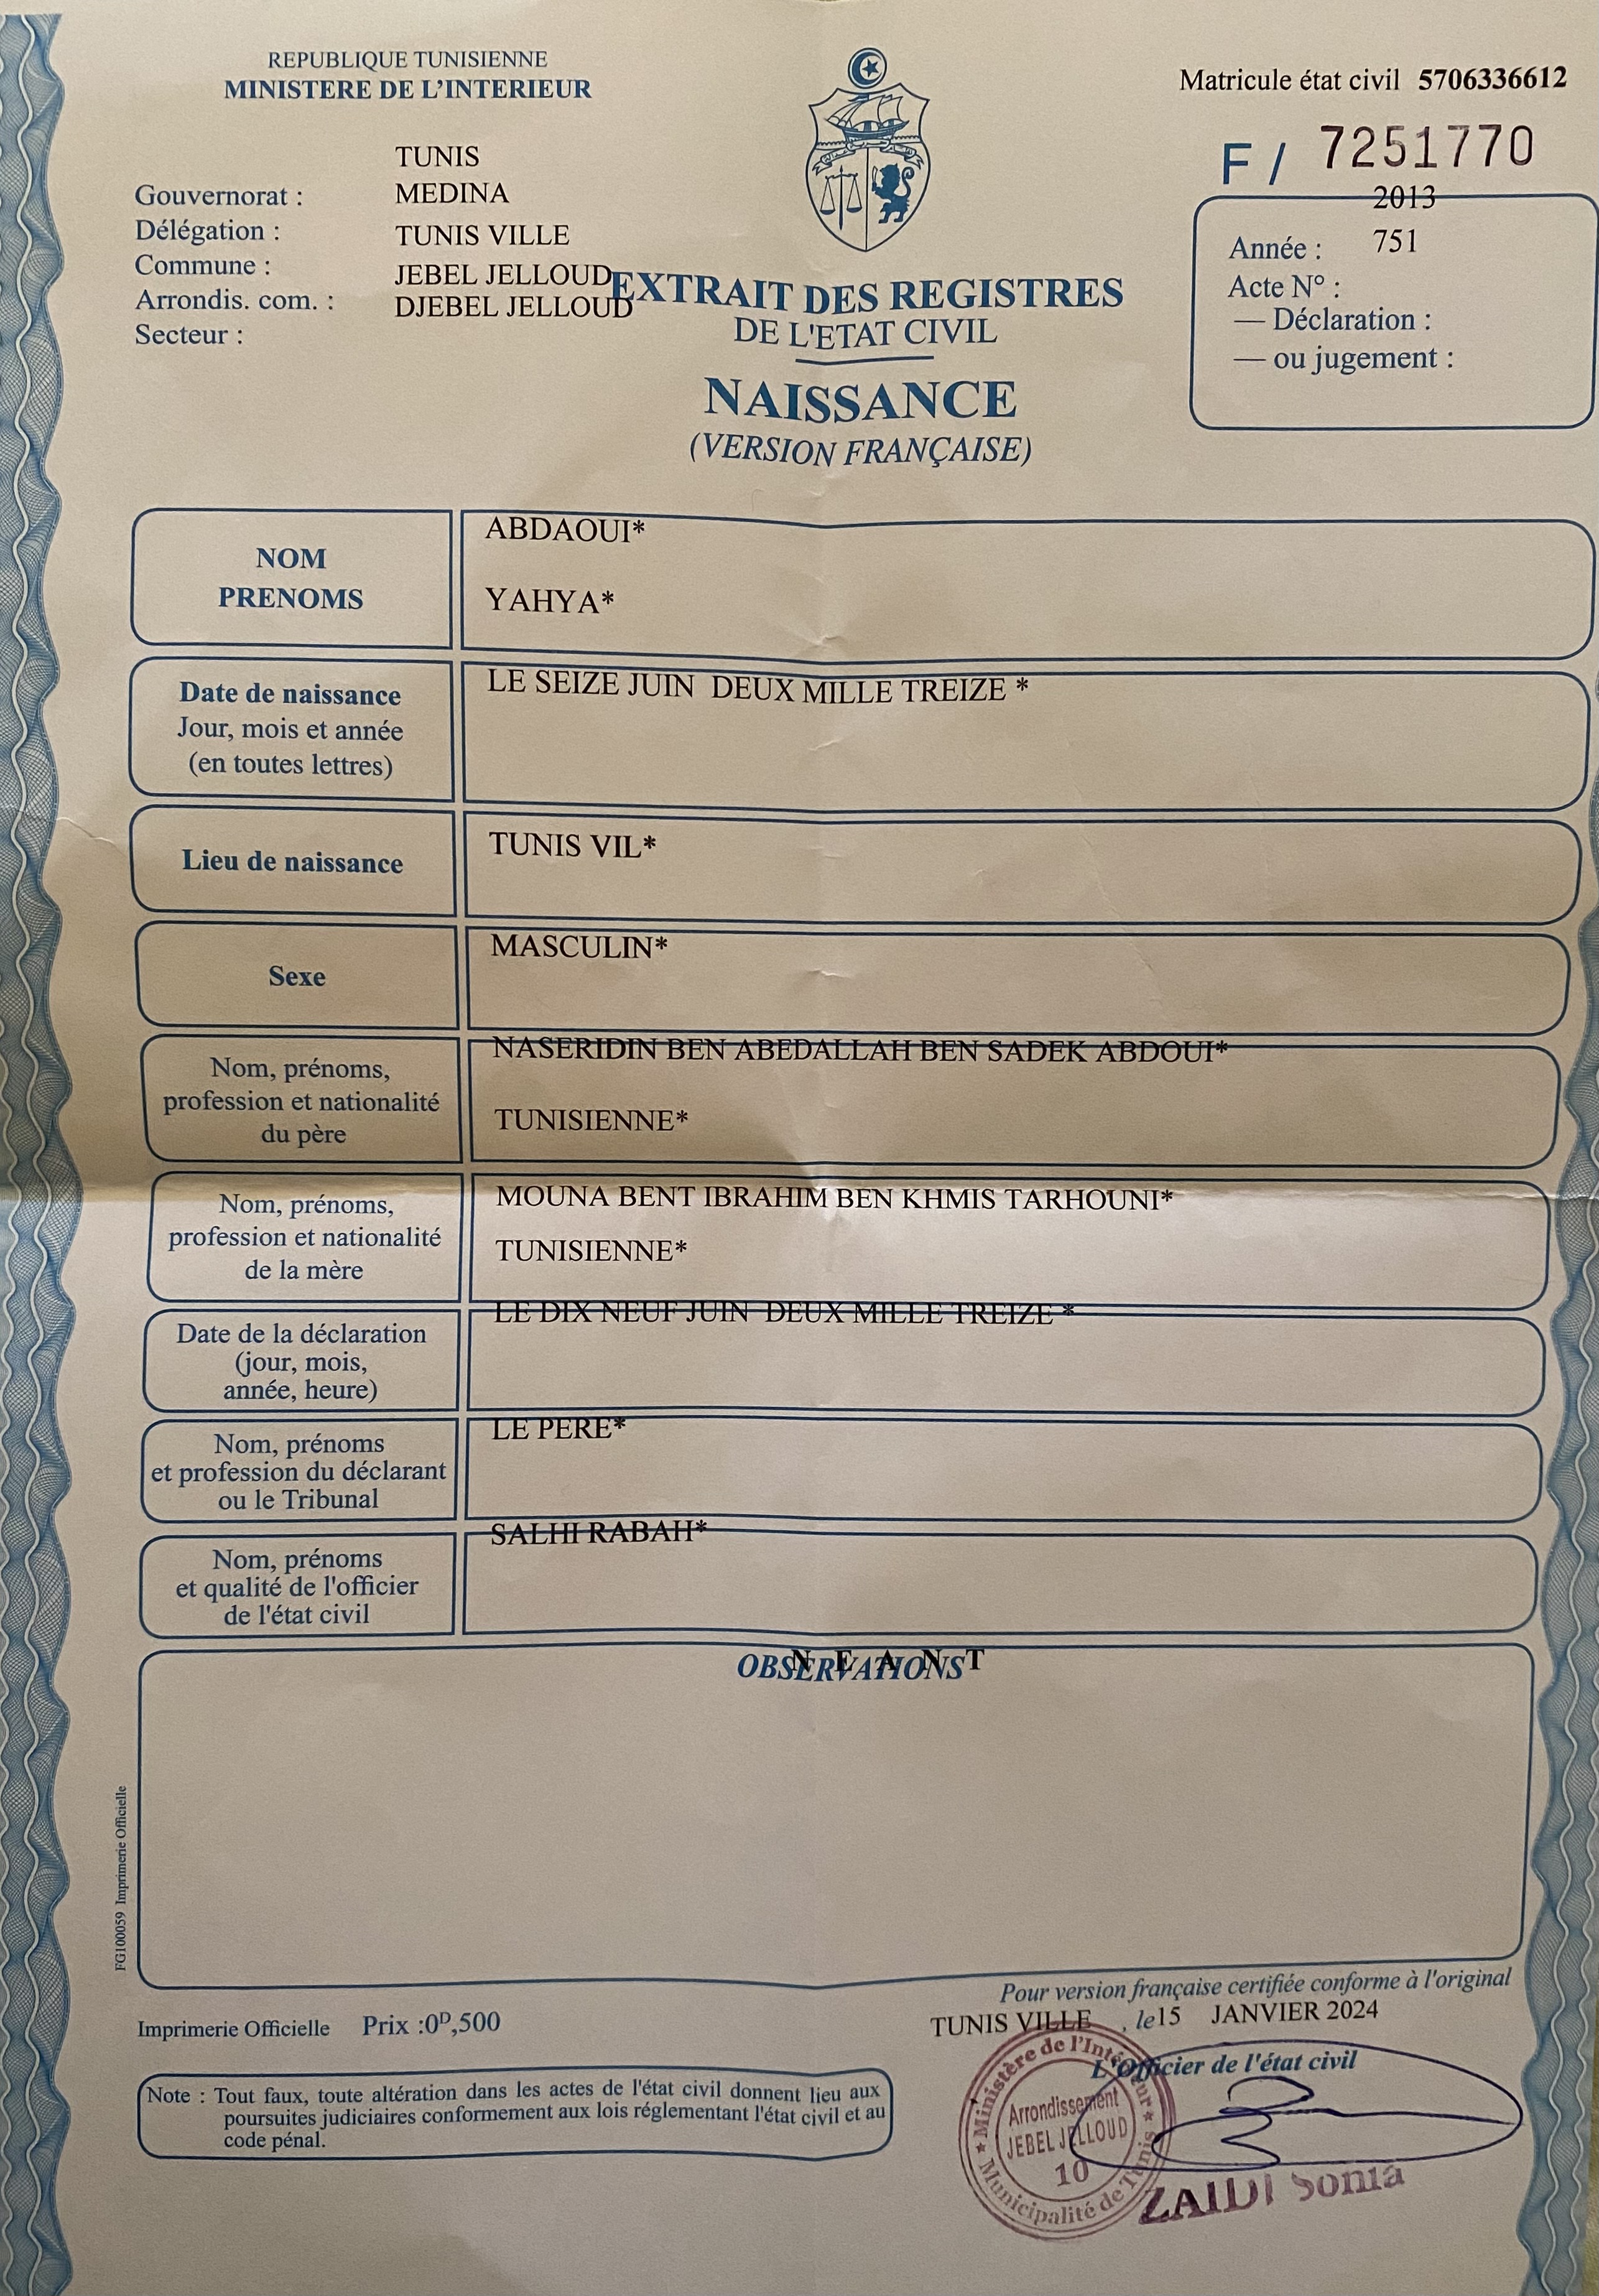 REPUBLIQUE TUNISIENNE
MINISTERE DE L'INTERIEUR
Matricule état civil 5706336612
F / 7251770
TUNIS
Gouvernorat : MEDINA
Délégation : TUNIS VILLE
Commune : JEBEL JELLOUD
Arrondis. com. : DJEBEL JELLOUD
Secteur :
2013
Année : 751
Acte N° :
— Déclaration :
— ou jugement :
EXTRAIT DES REGISTRES
DE L'ETAT CIVIL
NAISSANCE
(VERSION FRANÇAISE)
NOM
PRENOMS
ABDAOUI*
YAHYA*
Date de naissance
Jour, mois et année
(en toutes lettres)
LE SEIZE JUIN DEUX MILLE TREIZE *
Lieu de naissance
TUNIS VIL*
Sexe
MASCULIN*
Nom, prénoms,
profession et nationalité
du père
NASERIDIN BEN ABEDALLAH BEN SADEK ABDOUI*
TUNISIENNE*
Nom, prénoms,
profession et nationalité
de la mère
MOUNA BENT IBRAHIM BEN KHMIS TARHOUNI*
TUNISIENNE*
Date de la déclaration
(jour, mois,
année, heure)
LE DIX NEUF JUIN DEUX MILLE TREIZE *
Nom, prénoms
et profession du déclarant
ou le Tribunal
LE PERE*
Nom, prénoms
et qualité de l'officier
de l'état civil
SALHI RABAH*
OBSERVATIONS
N E A N T
FG100059 Imprimerie Officielle
Pour version française certifiée conforme à l'original
Imprimerie Officielle Prix :0D,500
TUNIS VILLE , le 15 JANVIER 2024
L'Officier de l'état civil
Note : Tout faux, toute altération dans les actes de l'état civil donnent lieu aux
poursuites judiciaires conformement aux lois réglementant l'état civil et au
code pénal.
Ministère de l'Intérieur
Arrondissement
JEBEL JELLOUD
10
Municipalité de Tunis
ZAIDI Sonia